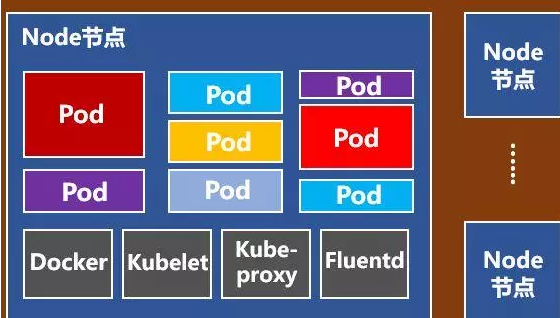 Node节点
Pod
Pod
Pod
Pod
Pod
Pod
Pod
Pod
Docker
Kubelet
Kube-
proxy
Fluentd
Node
节点
Node
节点